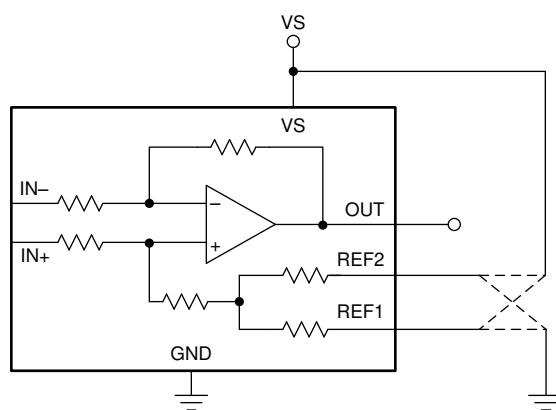 VS
VS
IN–
OUT
–
+
IN+
REF2
REF1
GND